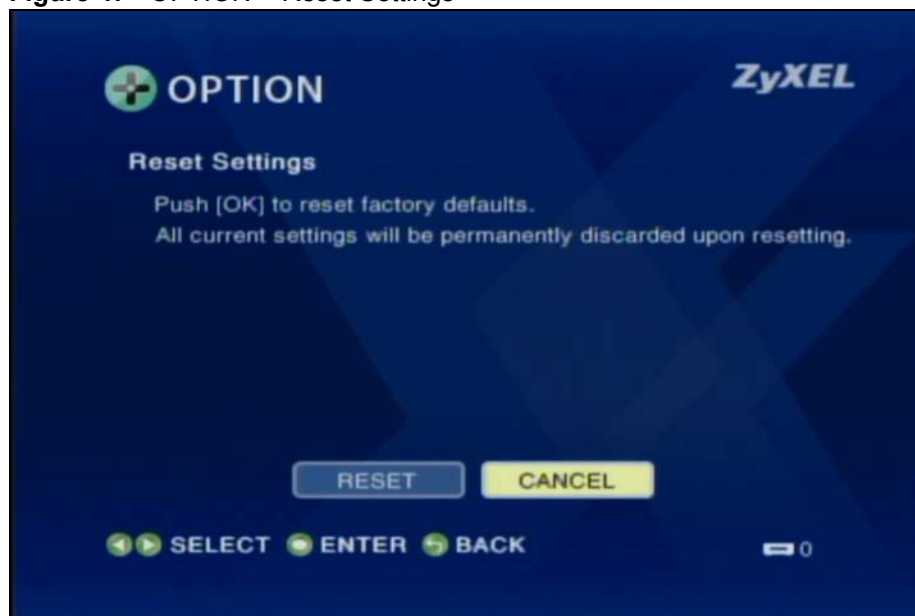 OPTION
ZyXEL
Reset Settings
Push [OK] to reset factory defaults.
All current settings will be permanently discarded upon resetting.
RESET CANCEL
SELECT ENTER BACK
0